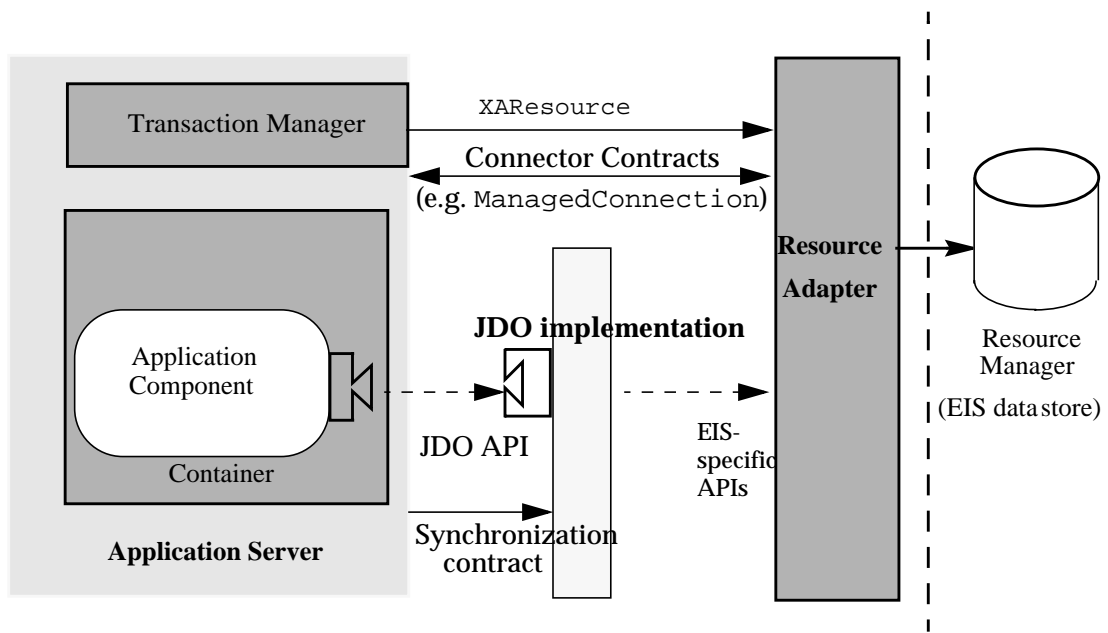 Transaction Manager
XAResource
Connector Contracts
(e.g. ManagedConnection)
Resource
Adapter
JDO implementation
Application
Component
Container
JDO API
EIS-
specific
APIs
Synchronization
contract
Application Server
Resource
Manager
(EIS data store)